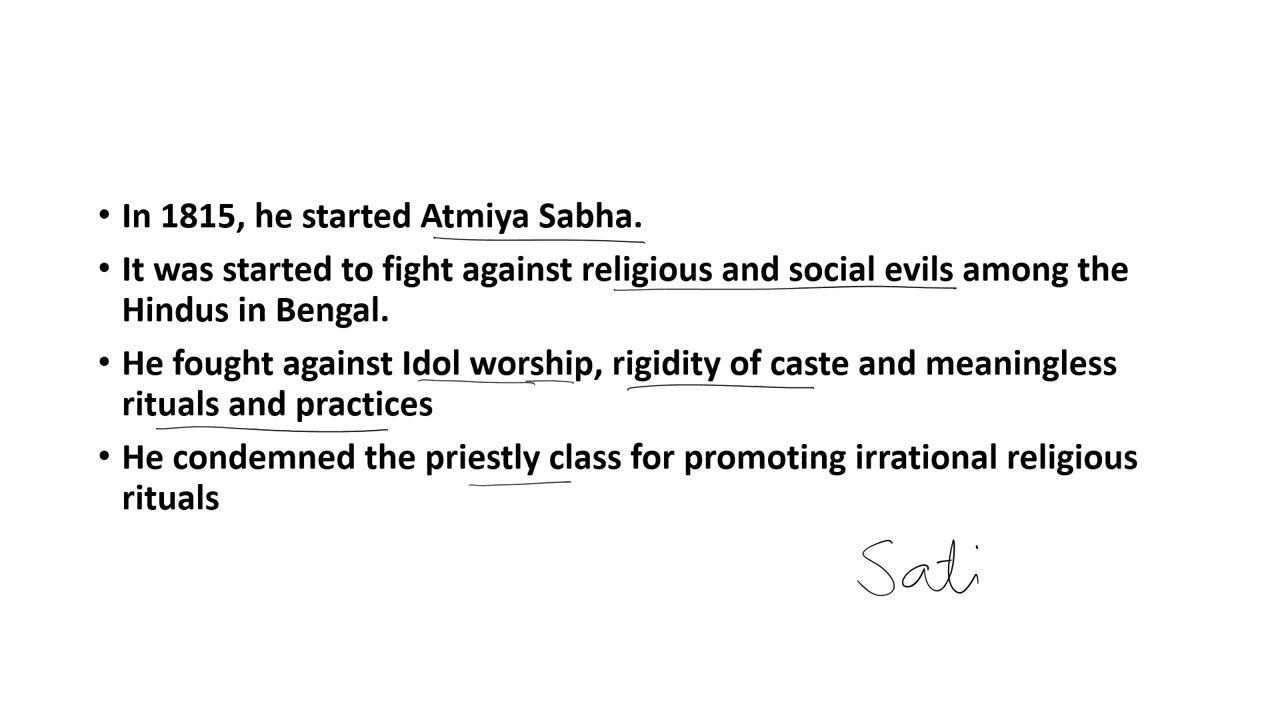 • In 1815, he started Atmiya Sabha.
• It was started to fight against religious and social evils among the
Hindus in Bengal.
• He fought against Idol worship, rigidity of caste and meaningless
rituals and practices
• He condemned the priestly class for promoting irrational religious
rituals
Sati